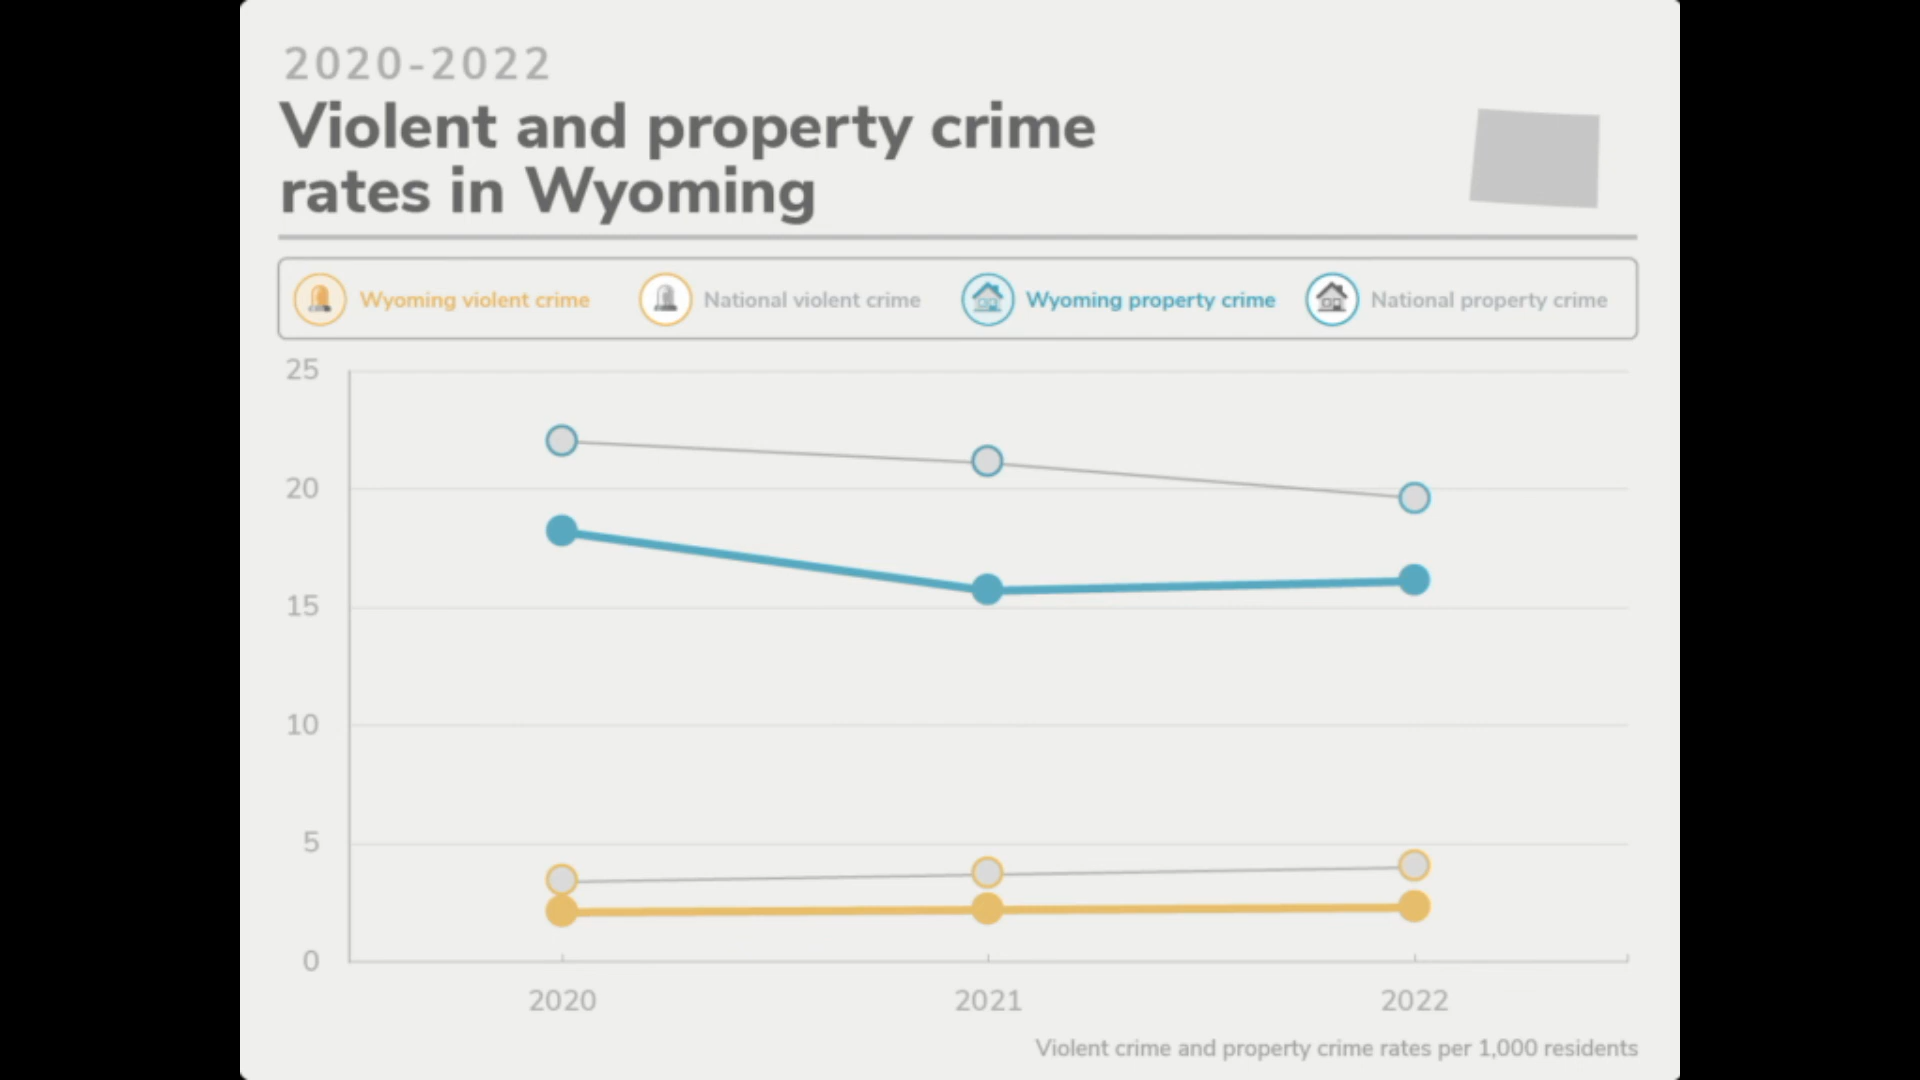 2020-2022
Violent and property crime
rates in Wyoming
Wyoming violent crime
National violent crime
Wyoming property crime
National property crime
25
20
15
10
5
0
2020
2021
2022
Violent crime and property crime rates per 1,000 residents